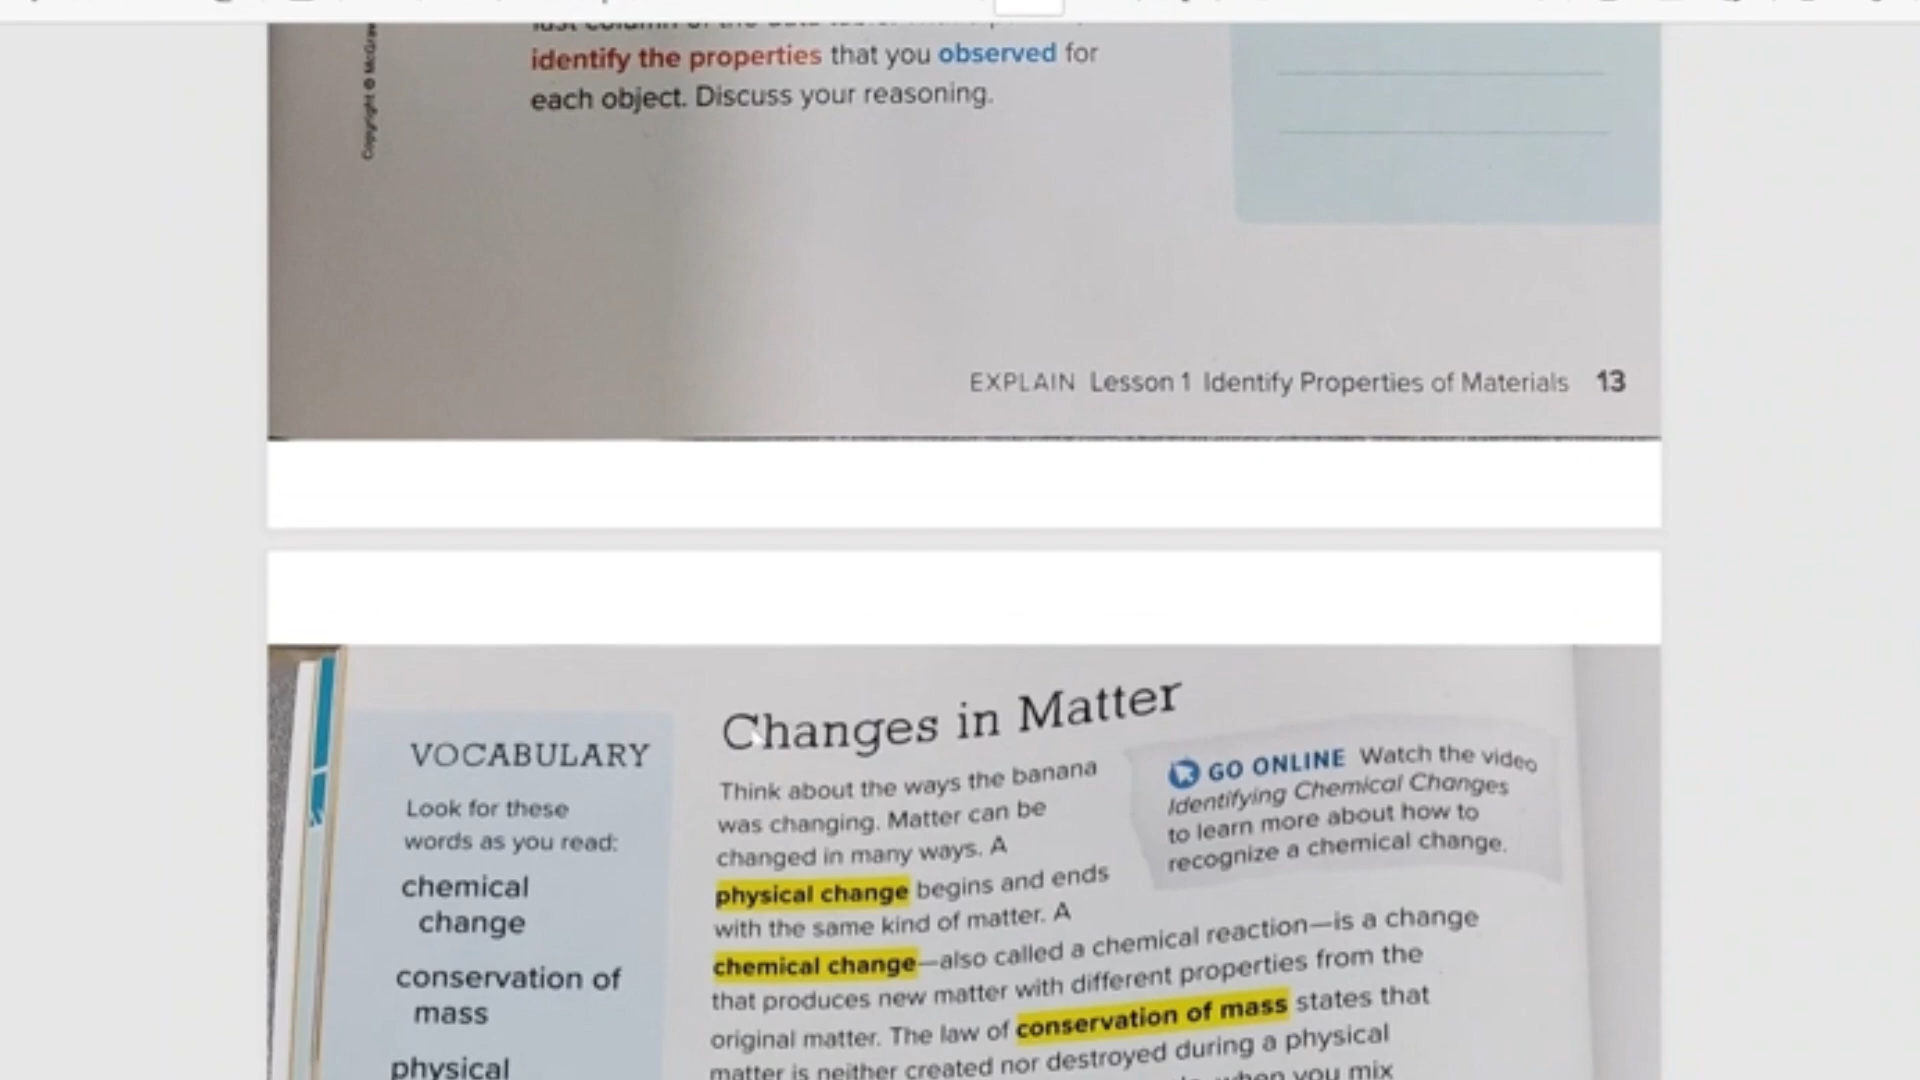 identify the properties that you observed for
each object. Discuss your reasoning.
Copyright © McGraw
EXPLAIN Lesson 1 Identify Properties of Materials 13
VOCABULARY
Look for these
words as you read:
chemical
change
conservation of
mass
physical
Changes in Matter
Think about the ways the banana
was changing. Matter can be
changed in many ways. A
physical change begins and ends
with the same kind of matter. A
chemical change—also called a chemical reaction—is a change
that produces new matter with different properties from the
original matter. The law of conservation of mass states that
matter is neither created nor destroyed during a physical
when you mix
GO ONLINE Watch the video
Identifying Chemical Changes
to learn more about how to
recognize a chemical change.